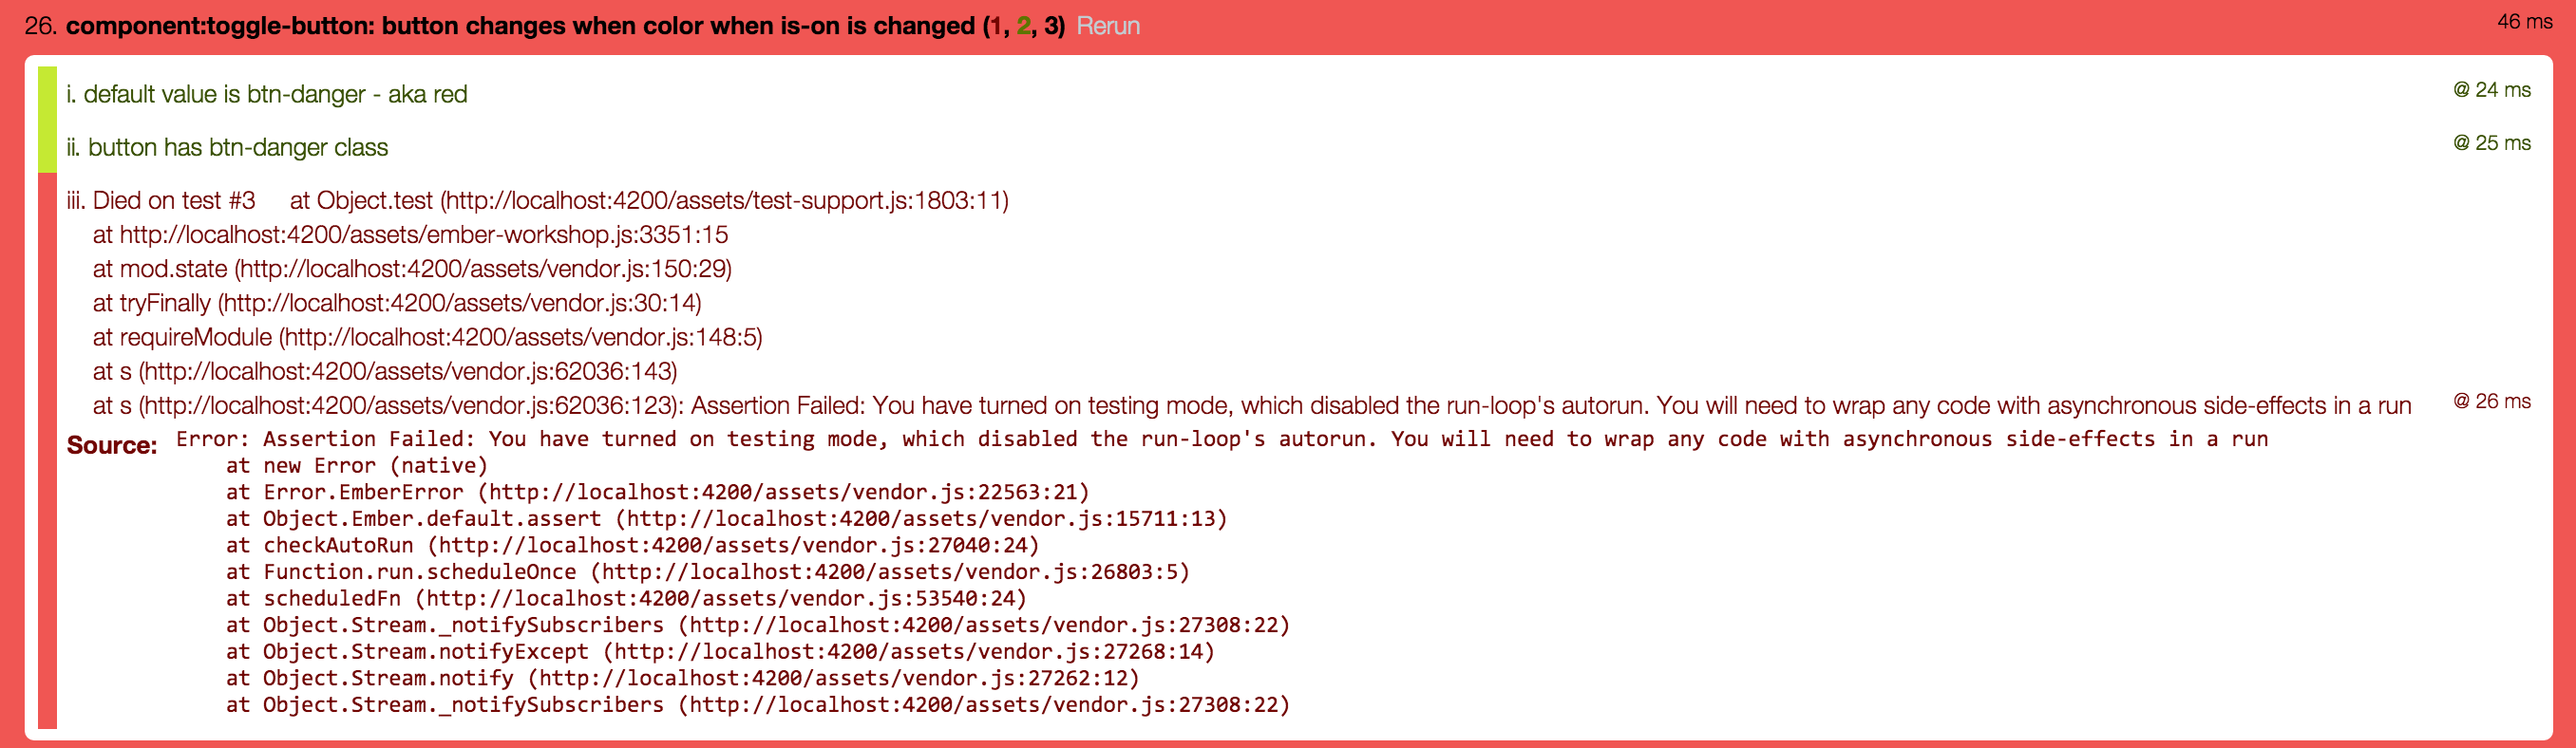 26. component:toggle-button: button changes when color when is-on is changed (1, 2, 3) Rerun 46 ms
i. default value is btn-danger - aka red @ 24 ms
ii. button has btn-danger class @ 25 ms
iii. Died on test #3 at Object.test (http://localhost:4200/assets/test-support.js:1803:11)
at http://localhost:4200/assets/ember-workshop.js:3351:15
at mod.state (http://localhost:4200/assets/vendor.js:150:29)
at tryFinally (http://localhost:4200/assets/vendor.js:30:14)
at requireModule (http://localhost:4200/assets/vendor.js:148:5)
at s (http://localhost:4200/assets/vendor.js:62036:143)
at s (http://localhost:4200/assets/vendor.js:62036:123): Assertion Failed: You have turned on testing mode, which disabled the run-loop's autorun. You will need to wrap any code with asynchronous side-effects in a run @ 26 ms
Source: Error: Assertion Failed: You have turned on testing mode, which disabled the run-loop's autorun. You will need to wrap any code with asynchronous side-effects in a run
at new Error (native)
at Error.EmberError (http://localhost:4200/assets/vendor.js:22563:21)
at Object.Ember.default.assert (http://localhost:4200/assets/vendor.js:15711:13)
at checkAutoRun (http://localhost:4200/assets/vendor.js:27040:24)
at Function.run.scheduleOnce (http://localhost:4200/assets/vendor.js:26803:5)
at scheduledFn (http://localhost:4200/assets/vendor.js:53540:24)
at Object.Stream._notifySubscribers (http://localhost:4200/assets/vendor.js:27308:22)
at Object.Stream.notifyExcept (http://localhost:4200/assets/vendor.js:27268:14)
at Object.Stream.notify (http://localhost:4200/assets/vendor.js:27262:12)
at Object.Stream._notifySubscribers (http://localhost:4200/assets/vendor.js:27308:22)